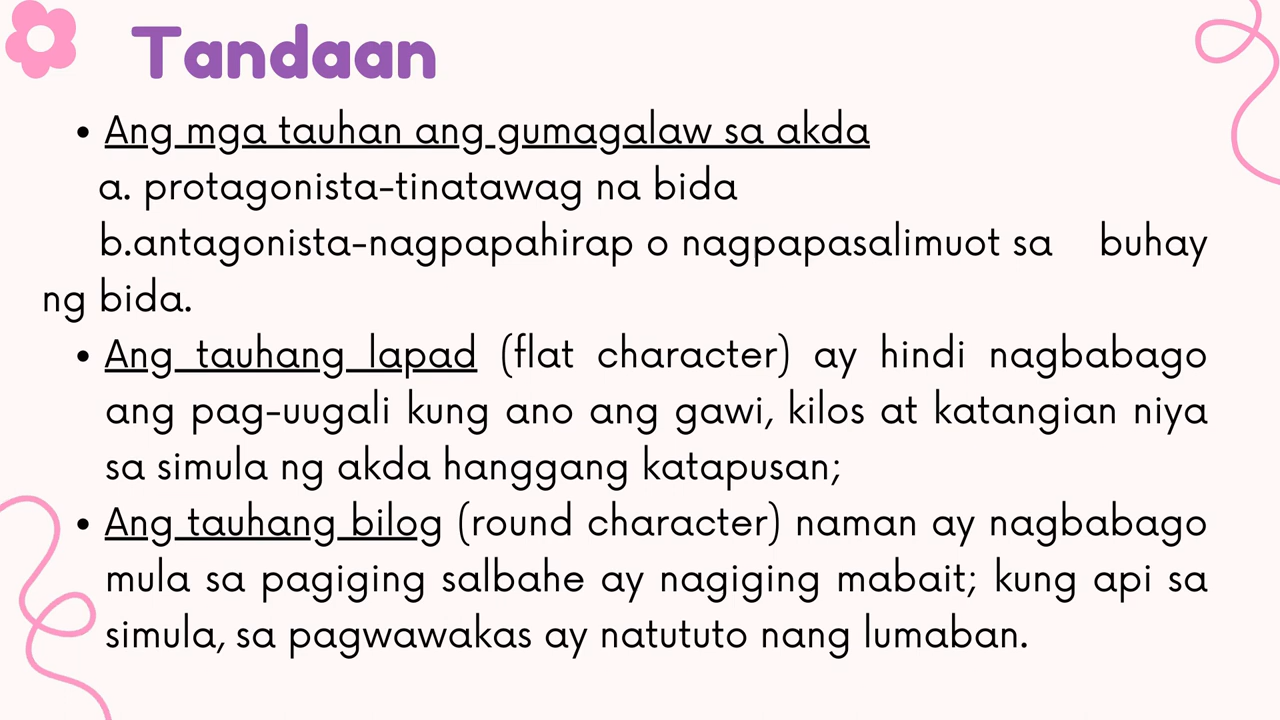 Tandaan
• Ang mga tauhan ang gumagalaw sa akda
a. protagonista-tinatawag na bida
b.antagonista-nagpapahirap o nagpapasalimuot sa buhay
ng bida.
• Ang tauhang lapad (flat character) ay hindi nagbabago
ang pag-uugali kung ano ang gawi, kilos at katangian niya
sa simula ng akda hanggang katapusan;
• Ang tauhang bilog (round character) naman ay nagbabago
mula sa pagiging salbahe ay nagiging mabait; kung api sa
simula, sa pagwawakas ay natututo nang lumaban.